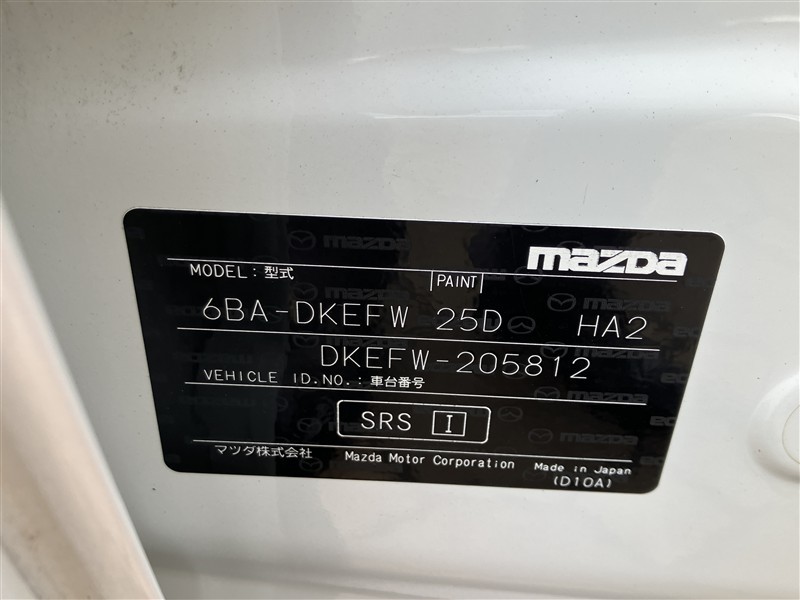 mazda
MODEL：型式 PAINT
6BA-DKEFW 25D HA2
DKEFW-205812
VEHICLE ID.NO.：車台番号
SRS I
マツダ株式会社 Mazda Motor Corporation Made in Japan
(D10A)